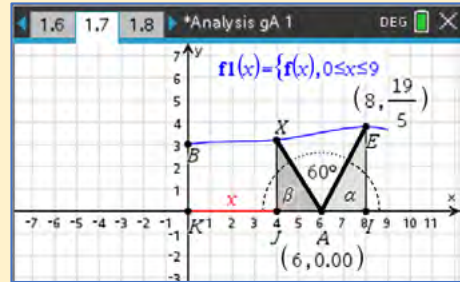 1.6 1.7 1.8 *Analysis gA 1 DEG
7 y
f1(x)={f(x),0≤x≤9
6
5
(8, 19/5)
4
X
E
3
B
2
60°
1
x
β
α
x
-7 -6 -5 -4 -3 -2 -1 K 1 2 3 4 5 6 7 8 9 10 11
-1
J A I
-2
(6,0.00)
-3